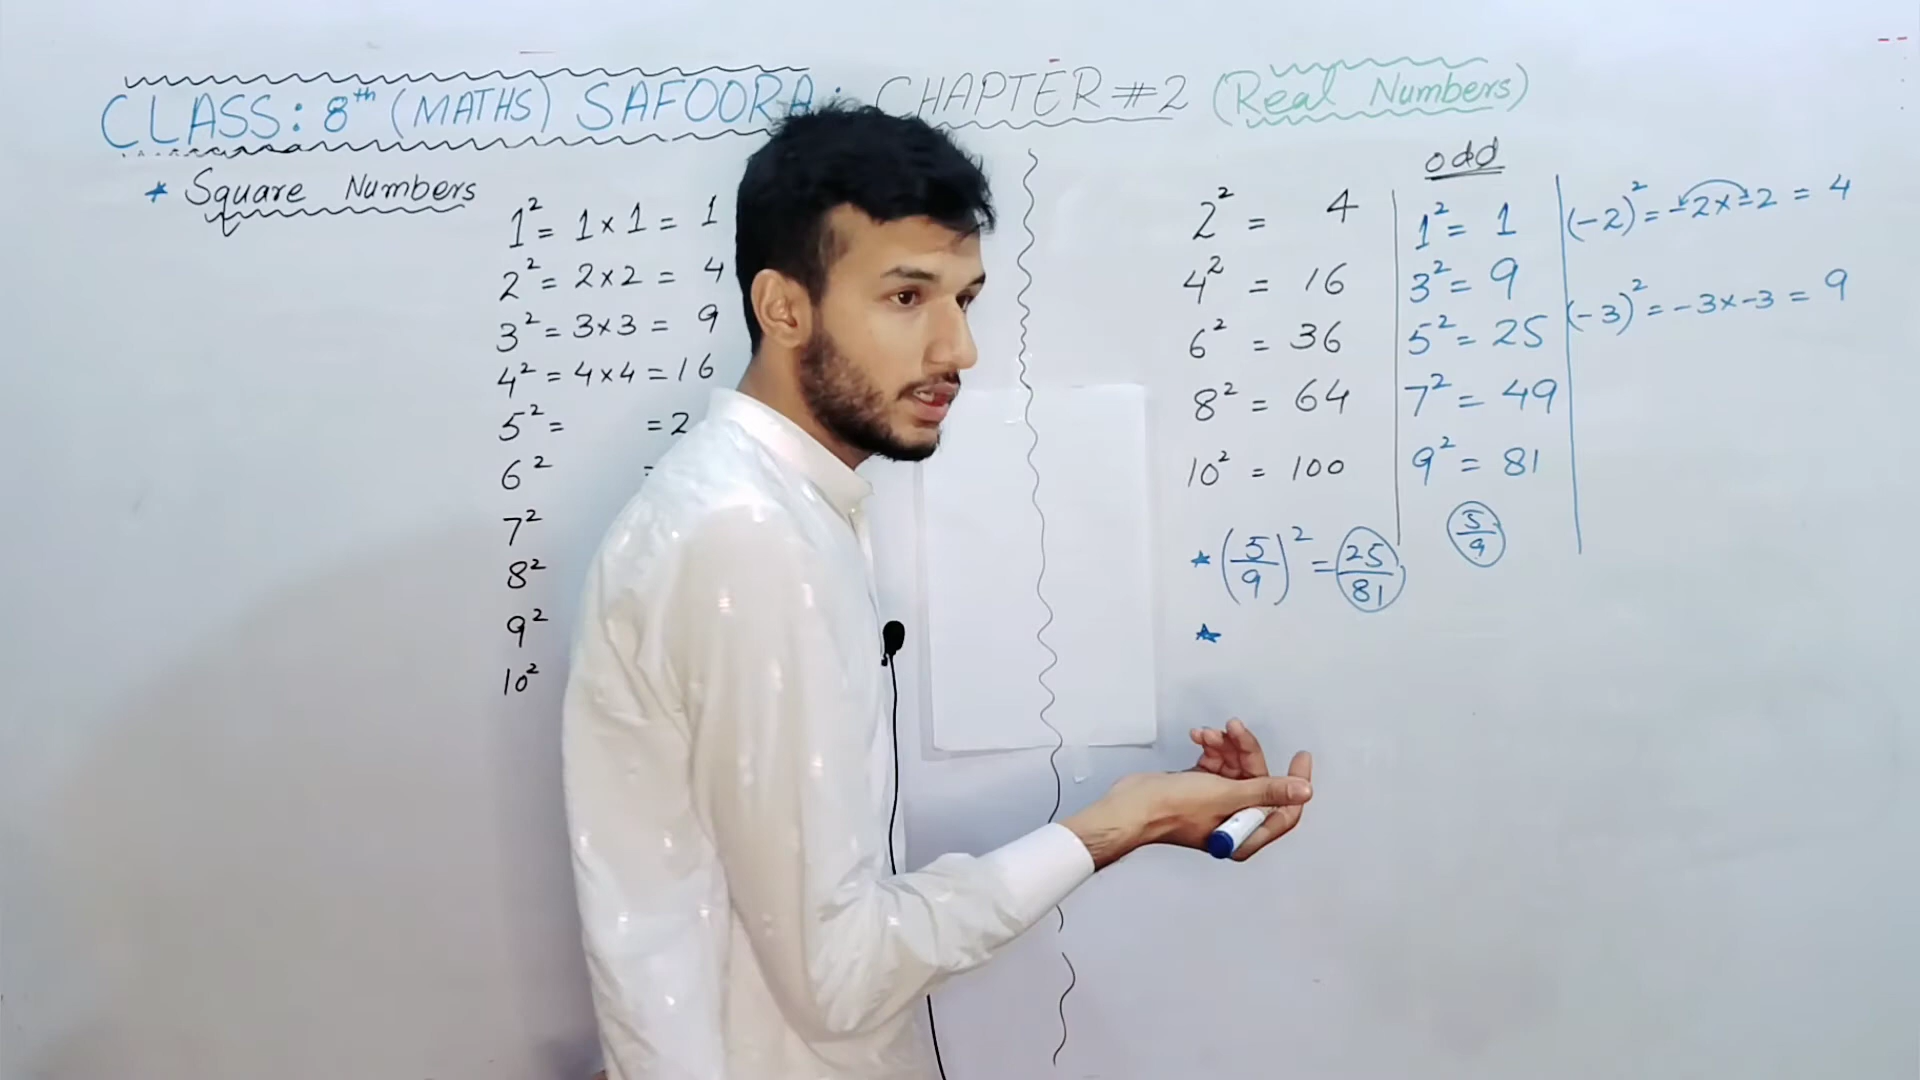 CLASS: 8th (MATHS) SAFOORA: CHAPTER #2 (Real Numbers)
* Square Numbers
1² = 1 × 1 = 1
2² = 2 × 2 = 4
3² = 3 × 3 = 9
4² = 4 × 4 = 16
5² = = 2
6² =
7²
8²
9²
10²
2² = 4
4² = 16
6² = 36
8² = 64
10² = 100
* (5/9)² = 25/81
*
odd
1² = 1
3² = 9
5² = 25
7² = 49
9² = 81
5/9
(-2)² = -2 × -2 = 4
(-3)² = -3 × -3 = 9